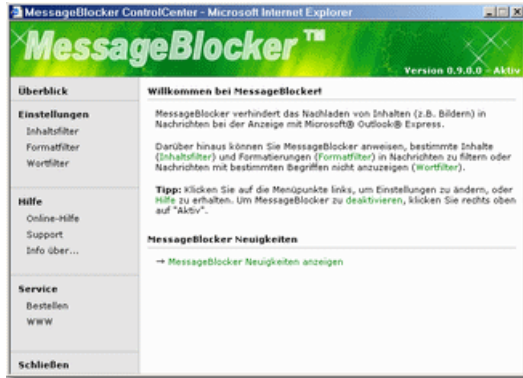 MessageBlocker ControlCenter - Microsoft Internet Explorer
MessageBlocker ™
Version 0.9.0.0 - Aktiv
Überblick
Einstellungen
Inhaltsfilter
Formatfilter
Wortfilter
Hilfe
Online-Hilfe
Support
Info über...
Service
Bestellen
WWW
Schließen
Willkommen bei MessageBlocker!
MessageBlocker verhindert das Nachladen von Inhalten (z.B. Bildern) in
Nachrichten bei der Anzeige mit Microsoft® Outlook® Express.
Darüber hinaus können Sie MessageBlocker anweisen, bestimmte Inhalte
(Inhaltsfilter) und Formatierungen (Formatfilter) in Nachrichten zu filtern oder
Nachrichten mit bestimmten Begriffen nicht anzuzeigen (Wortfilter).
Tipp: Klicken Sie auf die Menüpunkte links, um Einstellungen zu ändern, oder
Hilfe zu erhalten. Um MessageBlocker zu deaktivieren, klicken Sie rechts oben
auf "Aktiv".
MessageBlocker Neuigkeiten
→ MessageBlocker Neuigkeiten anzeigen